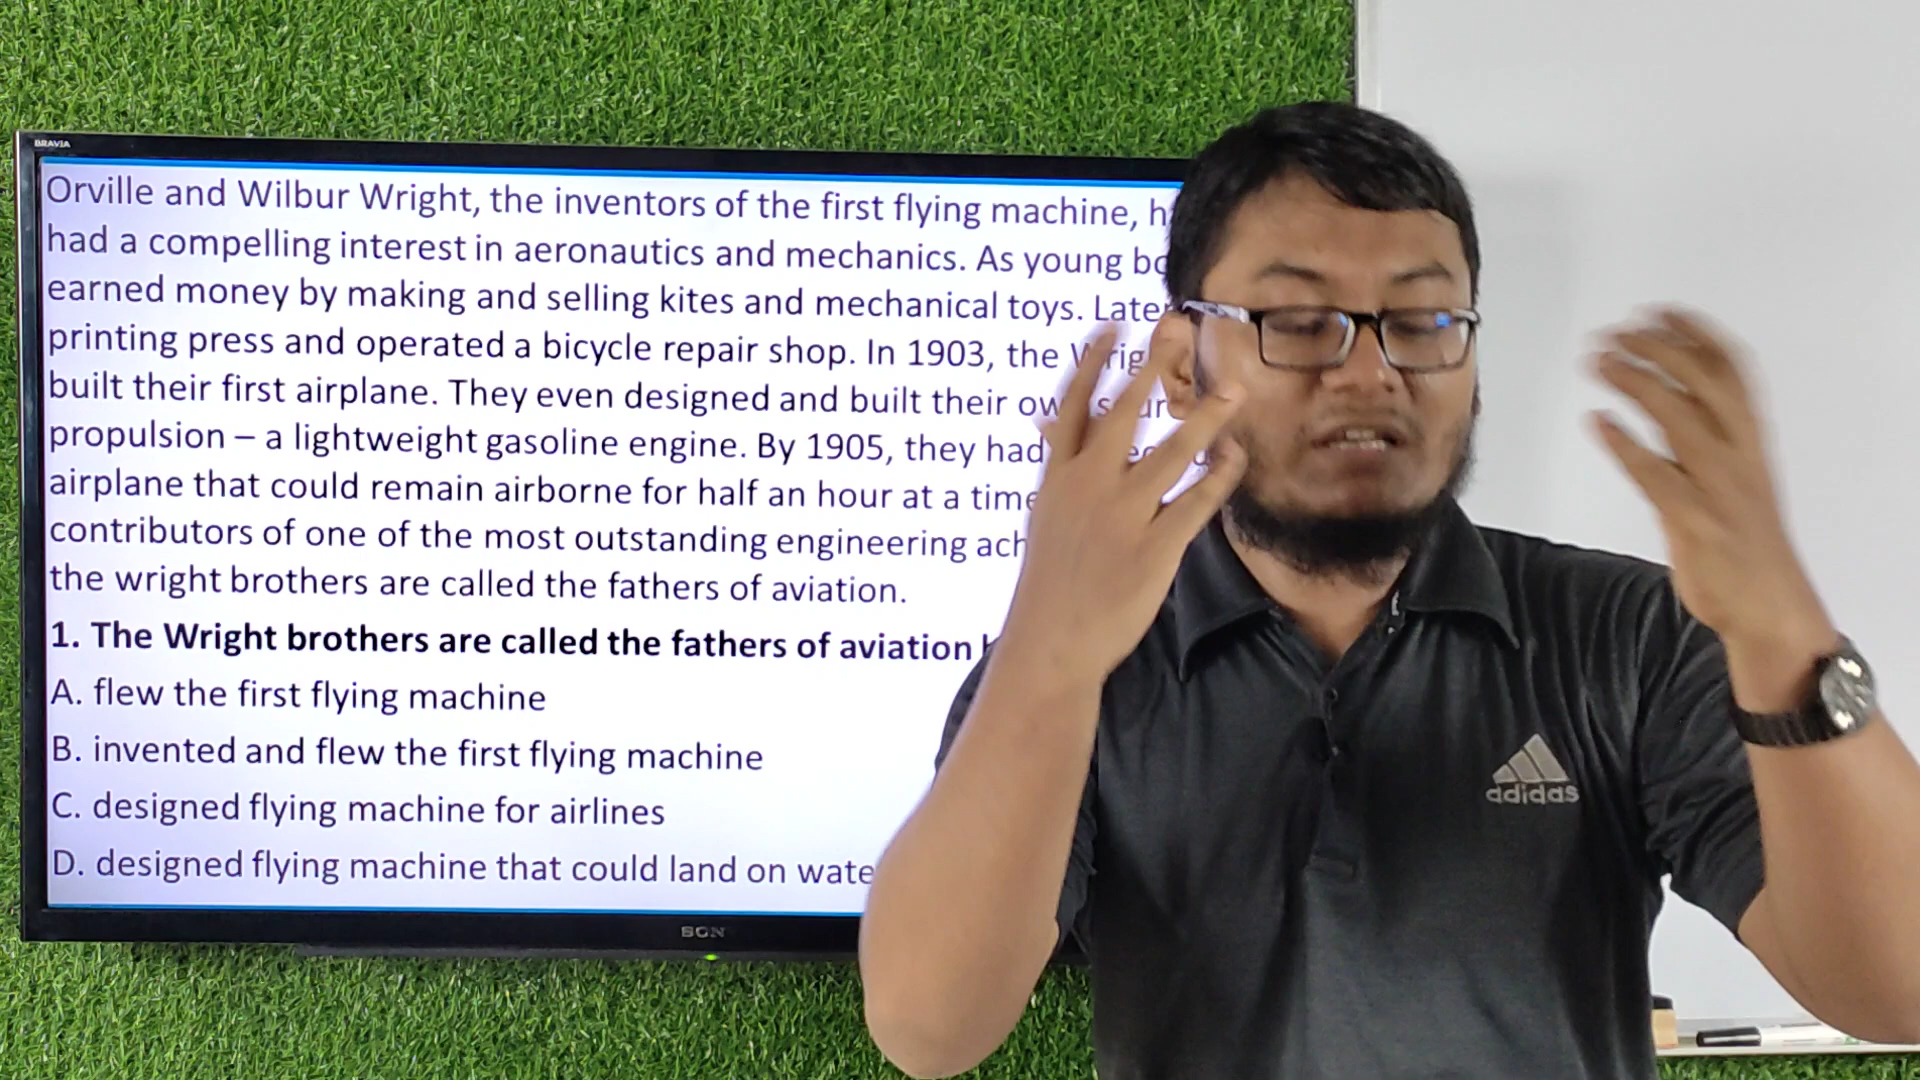 BRAVIA
Orville and Wilbur Wright, the inventors of the first flying machine,
had a compelling interest in aeronautics and mechanics. As young
earned money by making and selling kites and mechanical toys. Later
printing press and operated a bicycle repair shop. In 1903, the
built their first airplane. They even designed and built their
propulsion – a lightweight gasoline engine. By 1905, they had
airplane that could remain airborne for half an hour at a time
contributors of one of the most outstanding engineering
the wright brothers are called the fathers of aviation.
1. The Wright brothers are called the fathers of aviation
A. flew the first flying machine
B. invented and flew the first flying machine
C. designed flying machine for airlines
D. designed flying machine that could land on
SONY
adidas